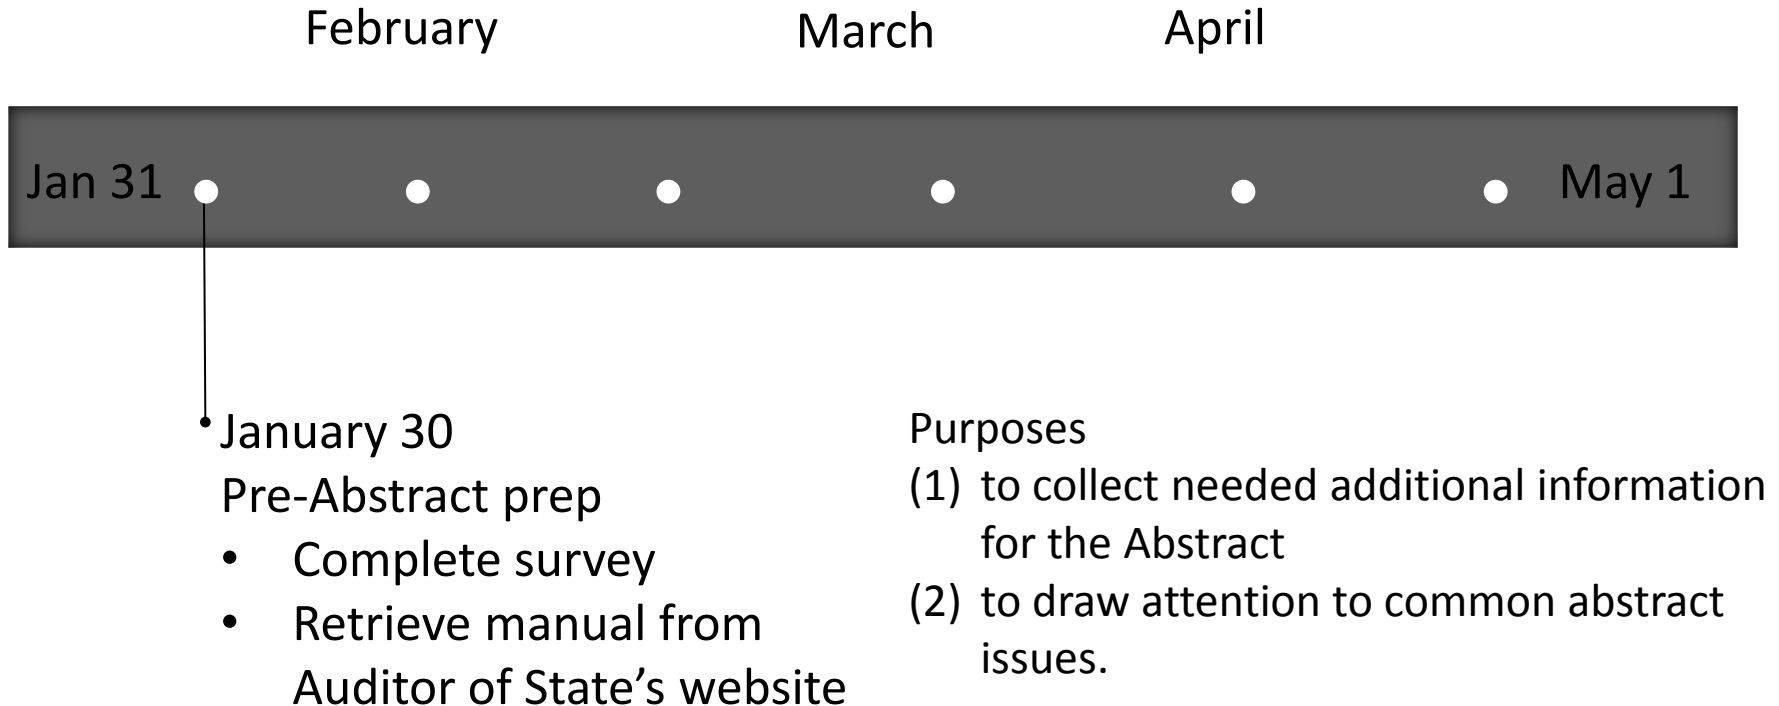 February
March
April
Jan 31
May 1
January 30
Pre-Abstract prep
• Complete survey
• Retrieve manual from
Auditor of State’s website
Purposes
(1) to collect needed additional information
for the Abstract
(2) to draw attention to common abstract
issues.